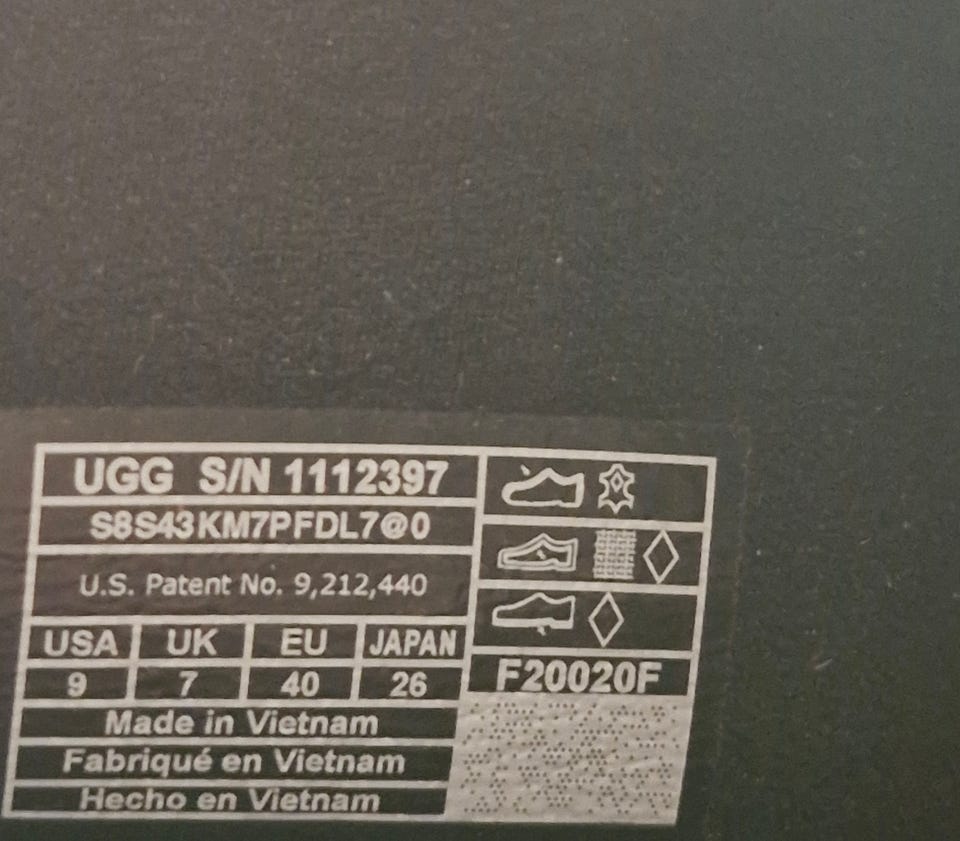 UGG S/N 1112397
S8S43KM7PFDL7@0
U.S. Patent No. 9,212,440
USA UK EU JAPAN
9 7 40 26
Made in Vietnam
Fabriqué en Vietnam
Hecho en Vietnam
F20020F